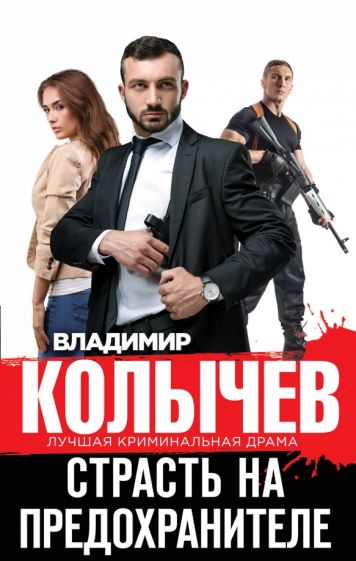 ВЛАДИМИР
КОЛЫЧЕВ
ЛУЧШАЯ КРИМИНАЛЬНАЯ ДРАМА
СТРАСТЬ НА
ПРЕДОХРАНИТЕЛЕ